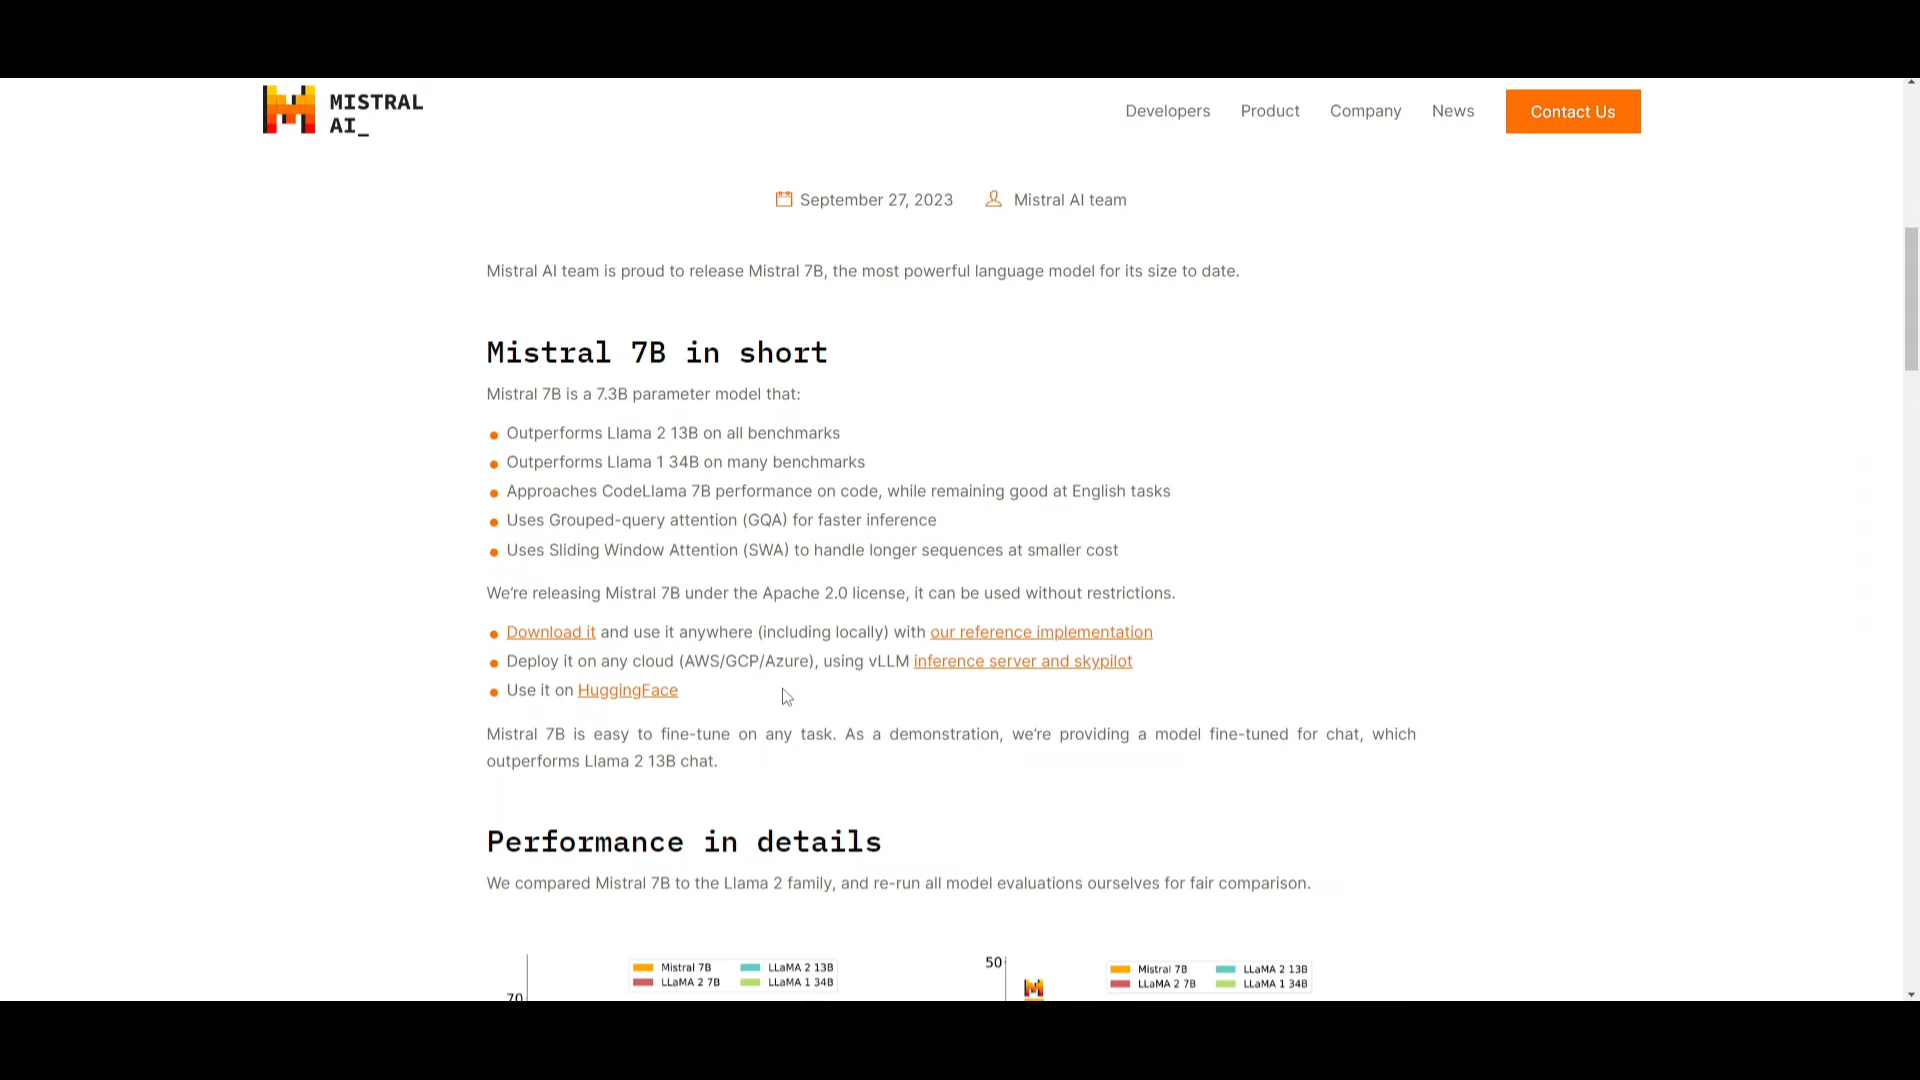 MISTRAL
AI_
Developers Product Company News Contact Us
September 27, 2023 Mistral AI team
Mistral AI team is proud to release Mistral 7B, the most powerful language model for its size to date.
Mistral 7B in short
Mistral 7B is a 7.3B parameter model that:
Outperforms Llama 2 13B on all benchmarks
Outperforms Llama 1 34B on many benchmarks
Approaches CodeLlama 7B performance on code, while remaining good at English tasks
Uses Grouped-query attention (GQA) for faster inference
Uses Sliding Window Attention (SWA) to handle longer sequences at smaller cost
We’re releasing Mistral 7B under the Apache 2.0 license, it can be used without restrictions.
Download it and use it anywhere (including locally) with our reference implementation
Deploy it on any cloud (AWS/GCP/Azure), using vLLM inference server and skypilot
Use it on HuggingFace
Mistral 7B is easy to fine-tune on any task. As a demonstration, we’re providing a model fine-tuned for chat, which
outperforms Llama 2 13B chat.
Performance in details
We compared Mistral 7B to the Llama 2 family, and re-run all model evaluations ourselves for fair comparison.
70
Mistral 7B LLaMA 2 13B
LLaMA 2 7B LLaMA 1 34B
50
Mistral 7B LLaMA 2 13B
LLaMA 2 7B LLaMA 1 34B